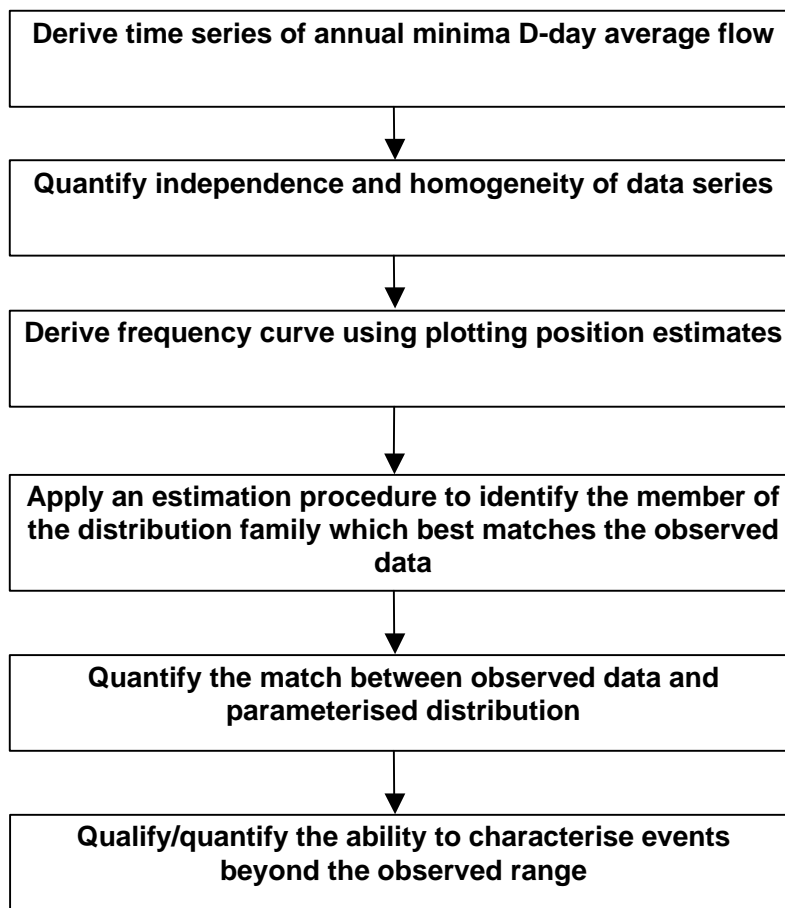 Derive time series of annual minima D-day average flow
Quantify independence and homogeneity of data series
Derive frequency curve using plotting position estimates
Apply an estimation procedure to identify the member of
the distribution family which best matches the observed
data
Quantify the match between observed data and
parameterised distribution
Qualify/quantify the ability to characterise events
beyond the observed range